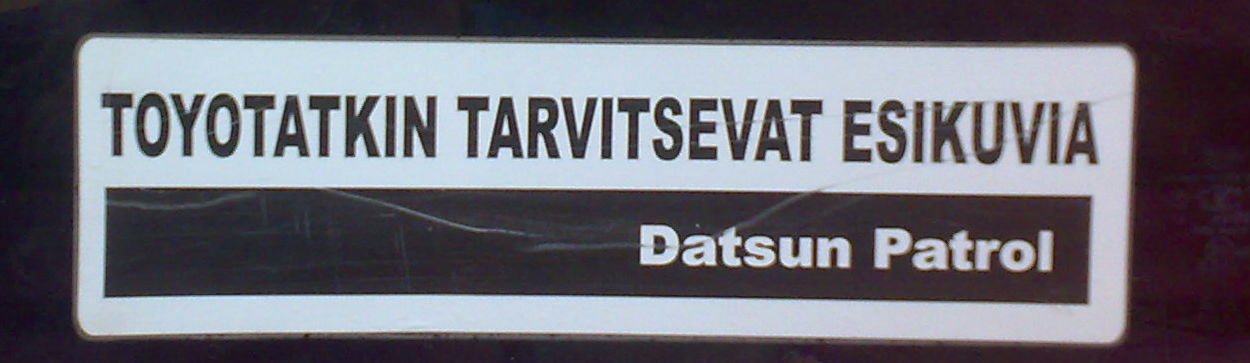 TOYOTATKIN TARVITSEVAT ESIKUVIA
Datsun Patrol